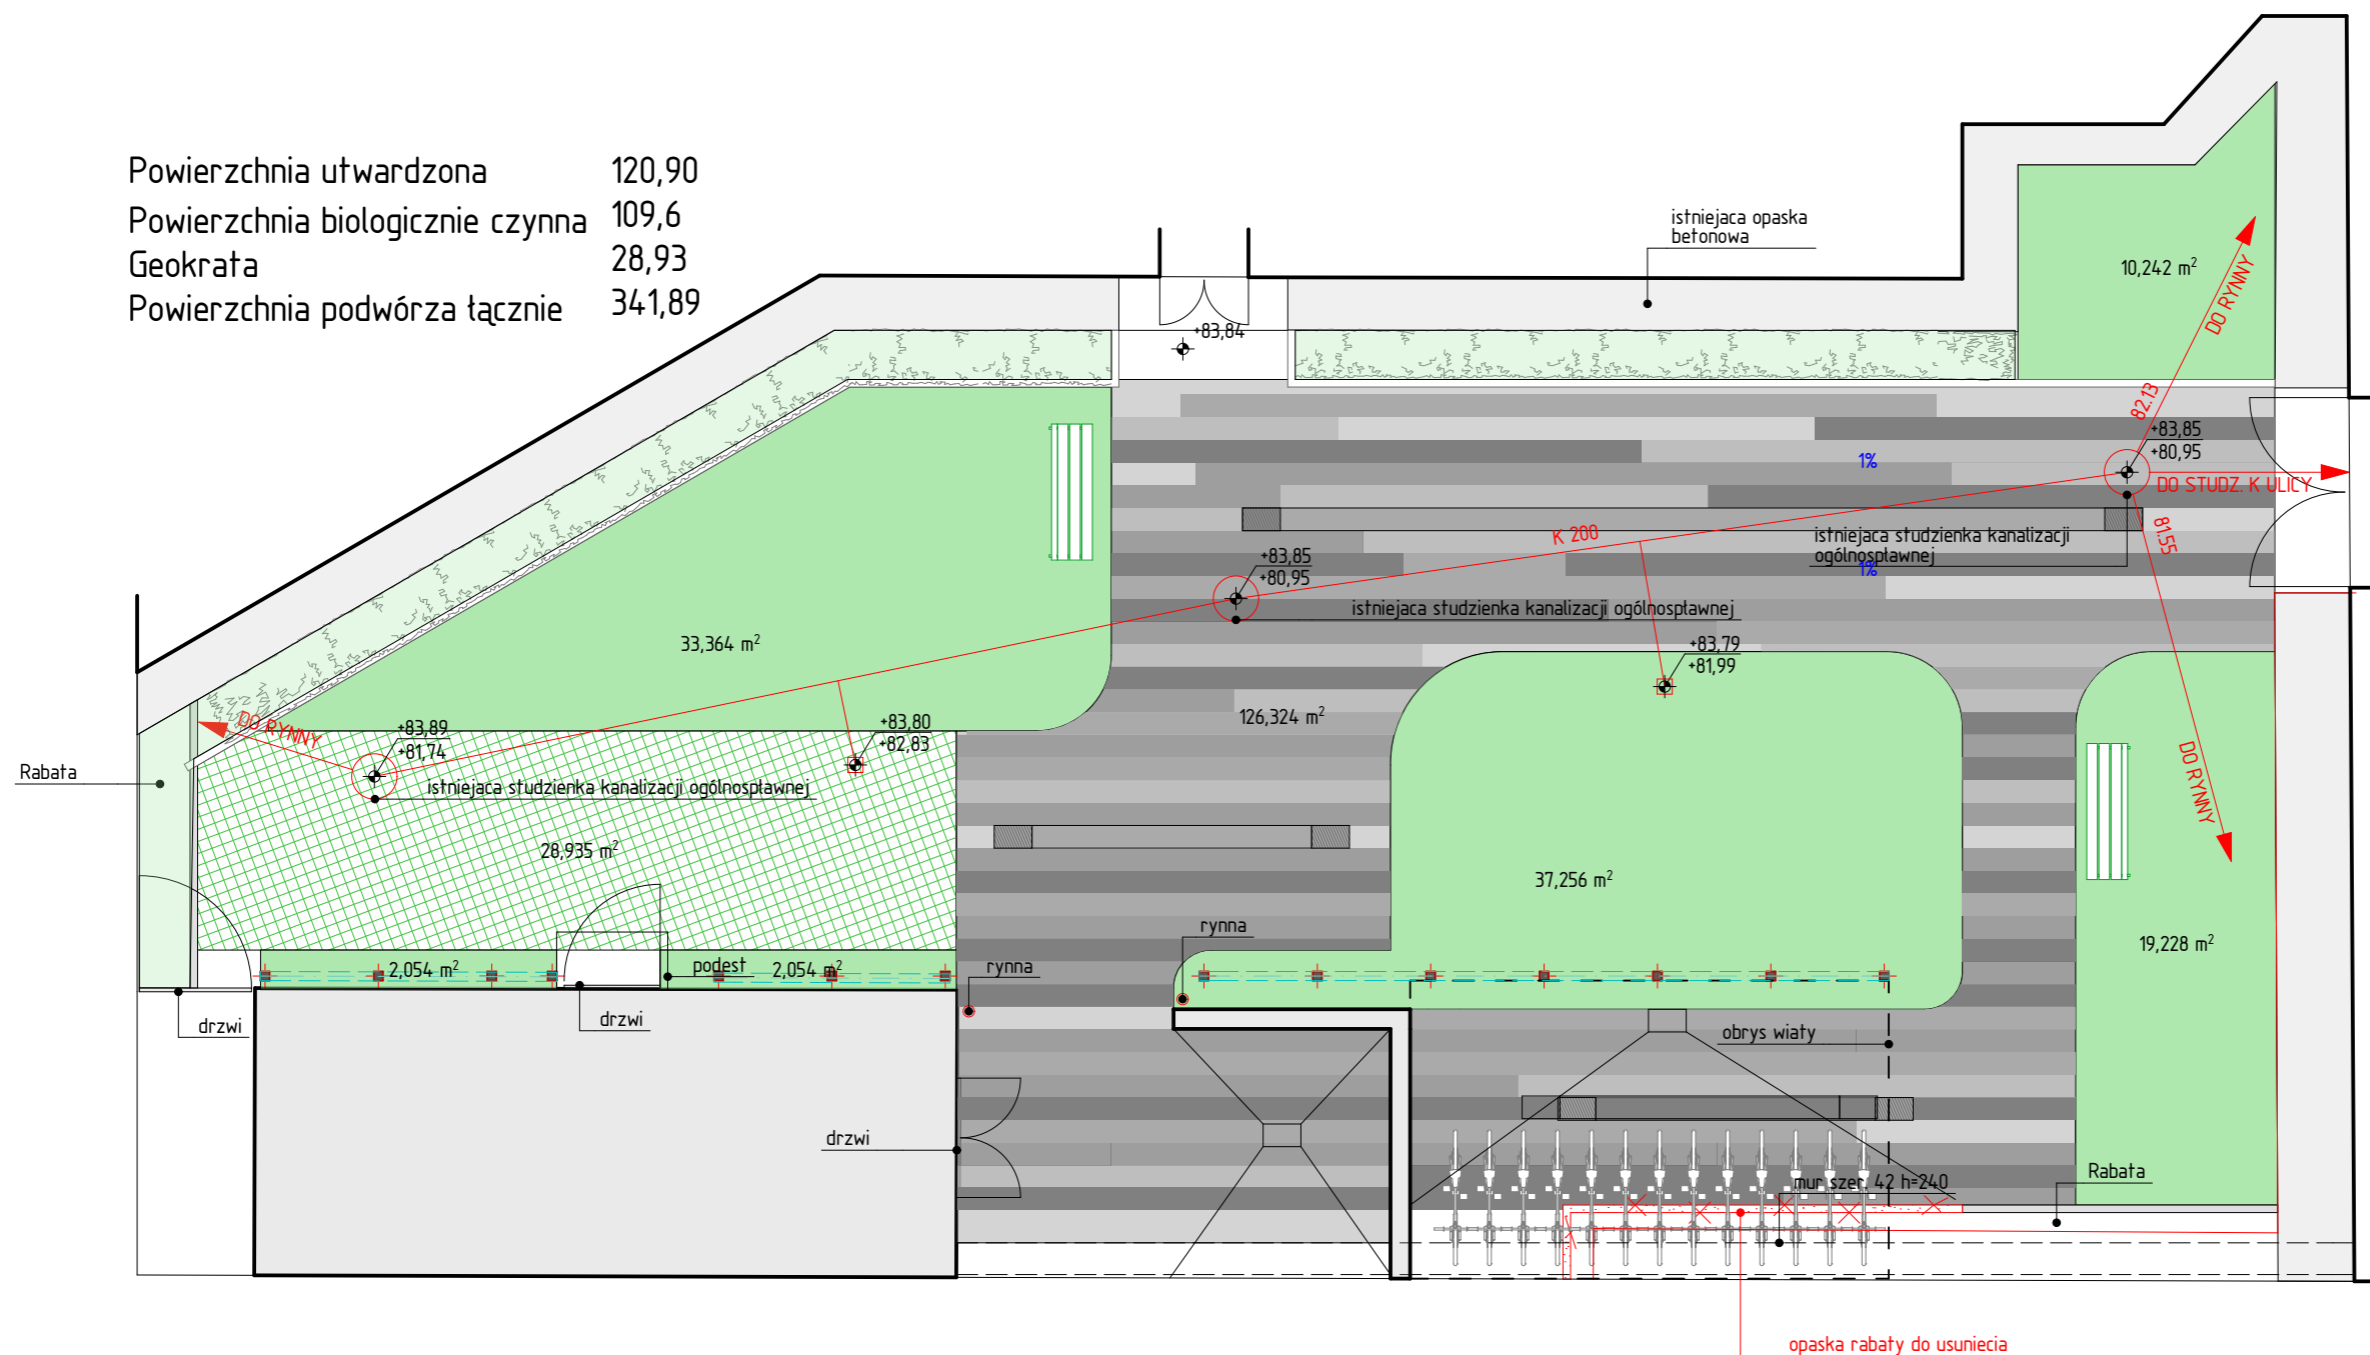 Powierzchnia utwardzona 120,90
Powierzchnia biologicznie czynna 109,6
Geokrata 28,93
Powierzchnia podwórza łącznie 341,89
istniejaca opaska
betonowa
10,242 m²
DO RYNNY
+83,84
82.13
+83,85
+80,95
1%
DO STUDZ. K ULICY
K 200
istniejaca studzienka kanalizacji
ogólnospławnej
81.55
1%
+83,85
+80,95
istniejaca studzienka kanalizacji ogólnospławnej
33,364 m²
+83,79
+81,99
126,324 m²
DO RYNNY
+83,89
+81,74
+83,80
+82,83
Rabata
istniejaca studzienka kanalizacji ogólnospławnej
DO RYNNY
28,935 m²
37,256 m²
19,228 m²
rynna
2,054 m²
podest
2,054 m²
rynna
drzwi
drzwi
obrys wiaty
drzwi
Rabata
mur szer. 42 h=240
opaska rabaty do usuniecia